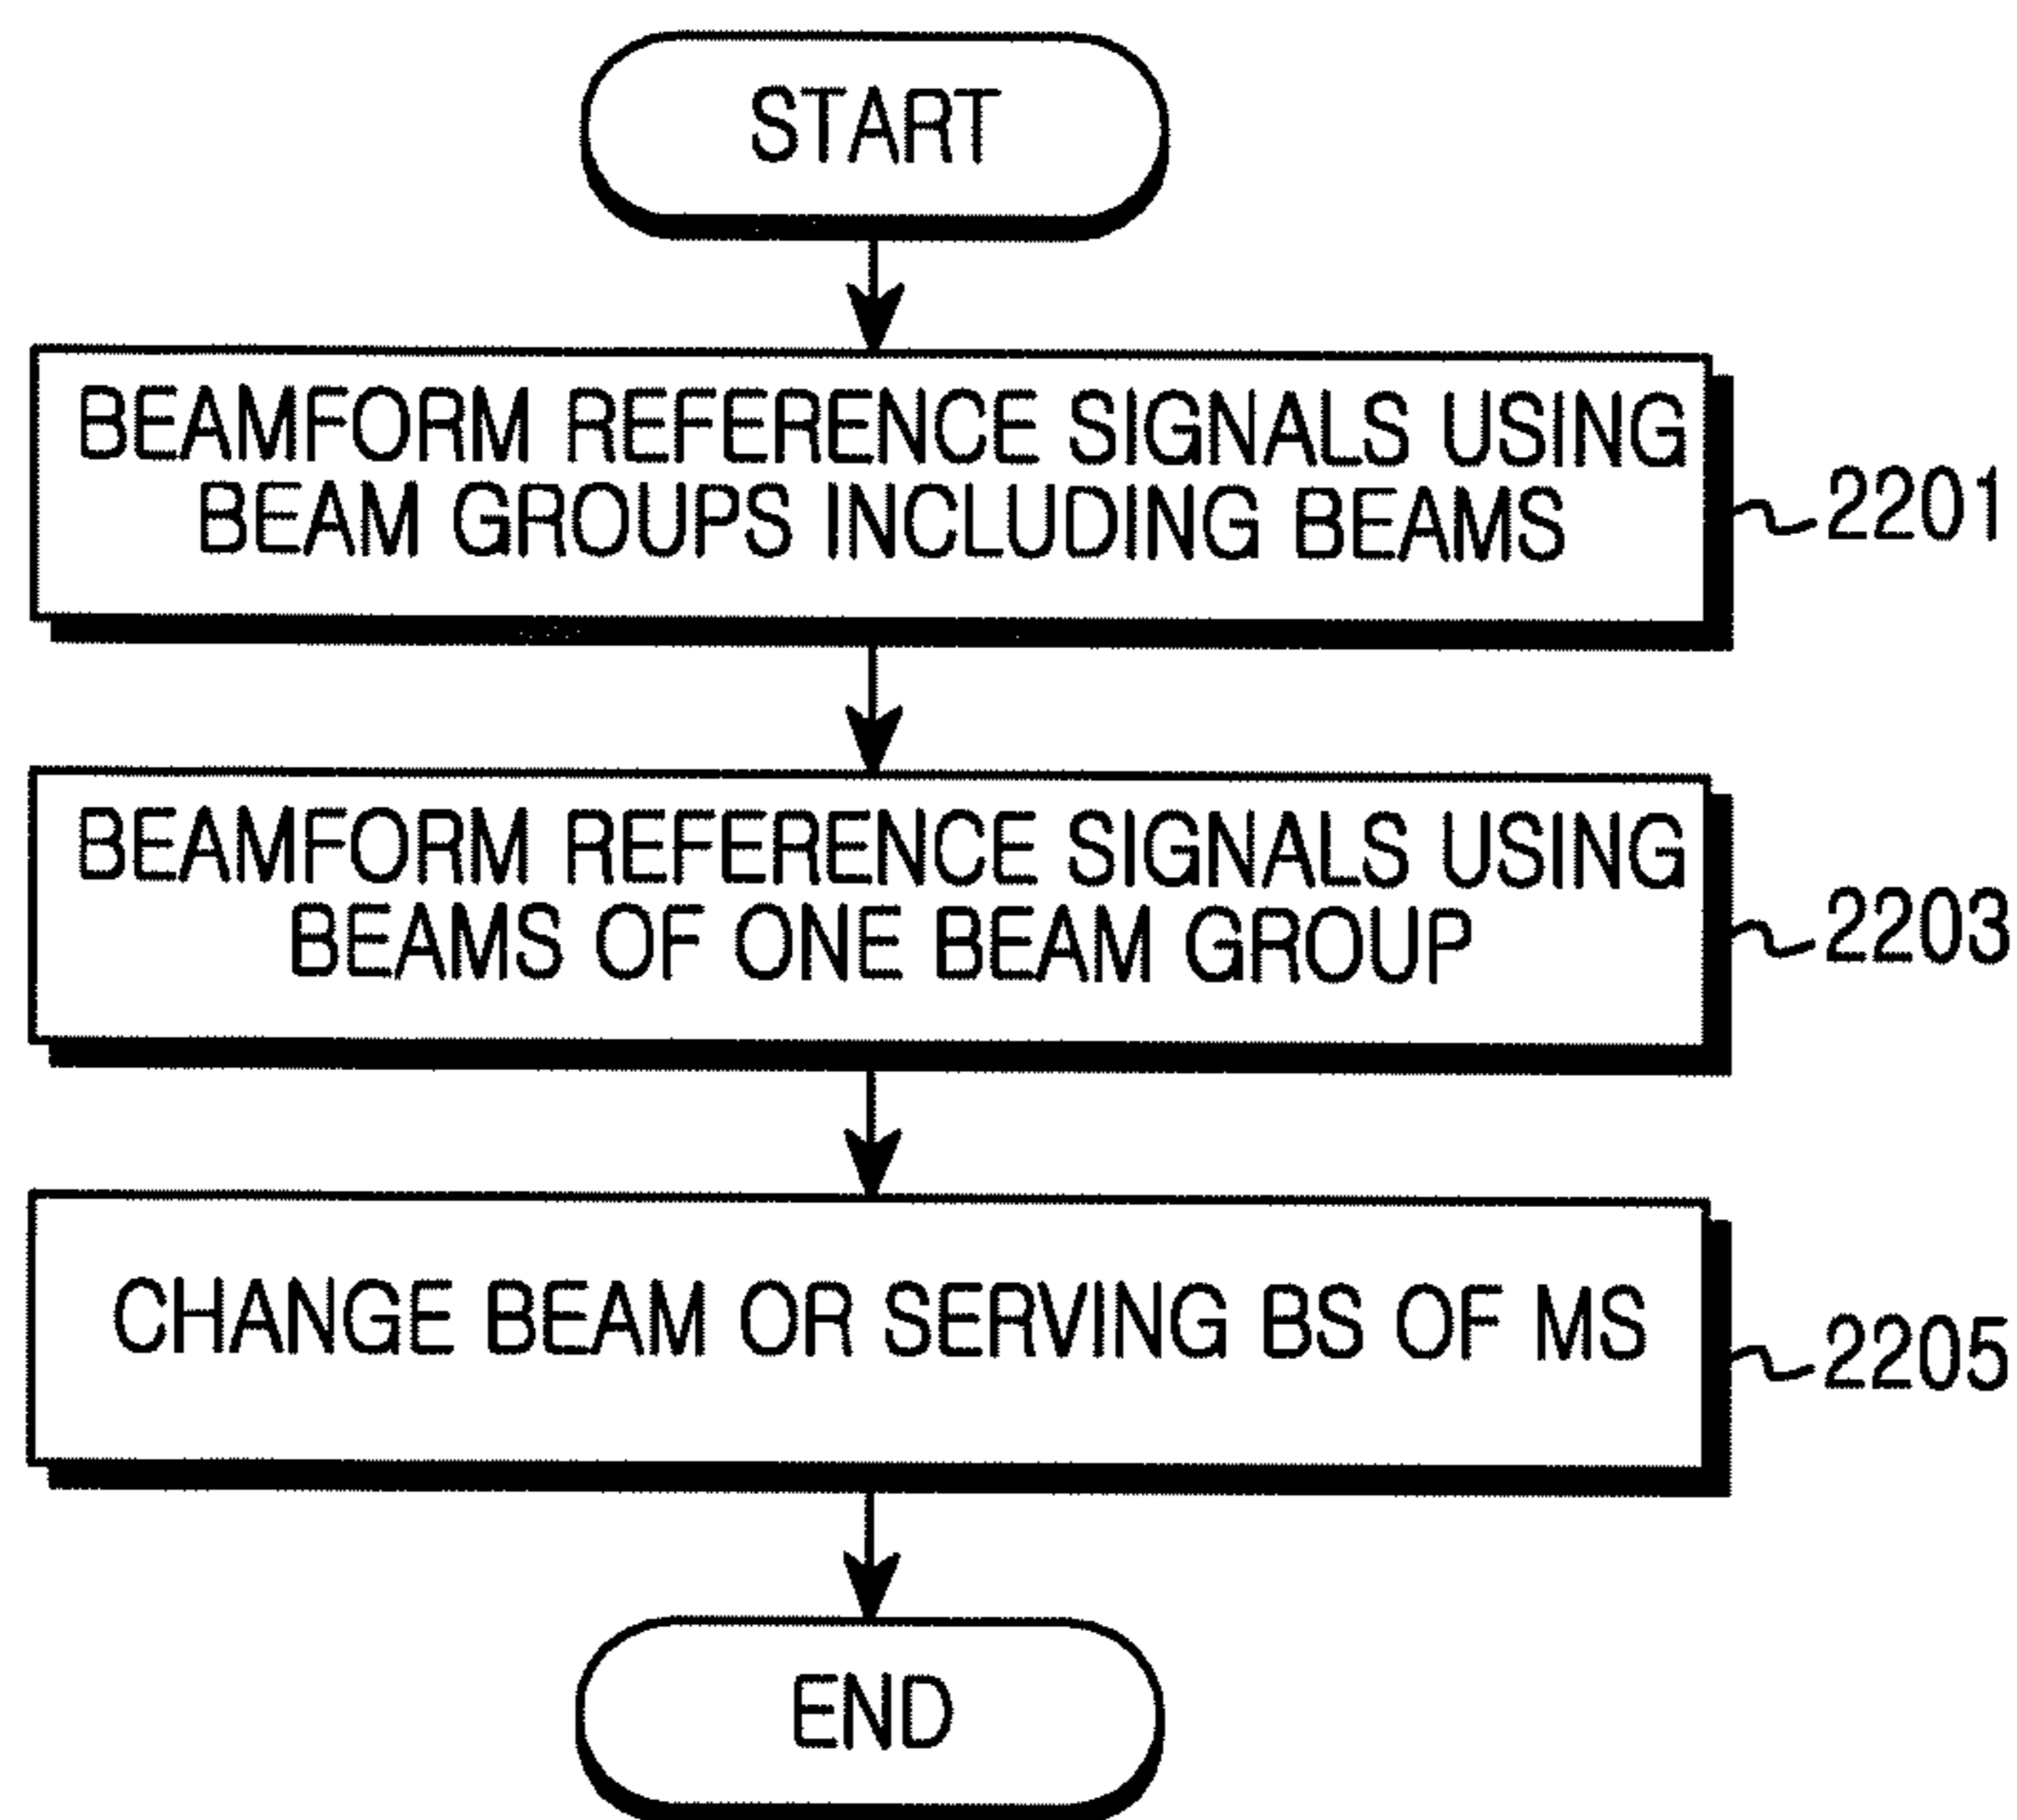 START
BEAMFORM REFERENCE SIGNALS USING
BEAM GROUPS INCLUDING BEAMS
2201
BEAMFORM REFERENCE SIGNALS USING
BEAMS OF ONE BEAM GROUP
2203
CHANGE BEAM OR SERVING BS OF MS
2205
END